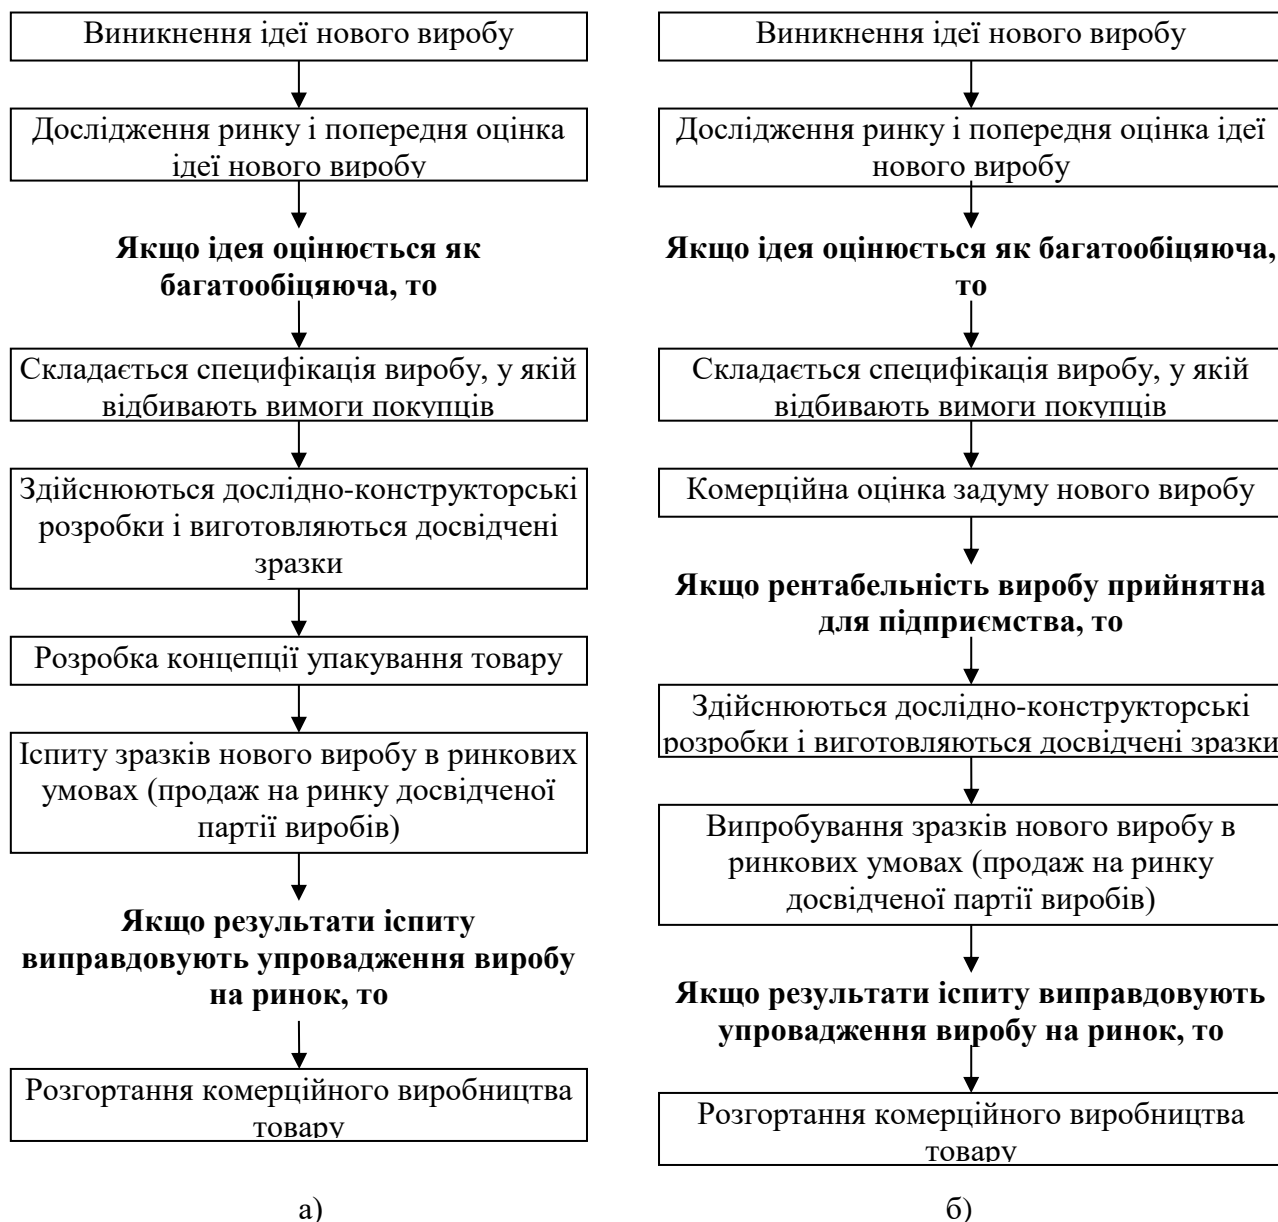 Виникнення ідеї нового виробу
Дослідження ринку і попередня оцінка
ідеї нового виробу
Якщо ідея оцінюється як
багатообіцяюча, то
Складається специфікація виробу, у якій
відбивають вимоги покупців
Здійснюються дослідно-конструкторські
розробки і виготовляються досвідчені
зразки
Розробка концепції упакування товару
Іспиту зразків нового виробу в ринкових
умовах (продаж на ринку досвідченої
партії виробів)
Якщо результати іспиту
виправдовують упровадження виробу
на ринок, то
Розгортання комерційного виробництва
товару
а)
Виникнення ідеї нового виробу
Дослідження ринку і попередня оцінка ідеї
нового виробу
Якщо ідея оцінюється як багатообіцяюча,
то
Складається специфікація виробу, у якій
відбивають вимоги покупців
Комерційна оцінка задуму нового виробу
Якщо рентабельність виробу прийнятна
для підприємства, то
Здійснюються дослідно-конструкторські
розробки і виготовляються досвідчені зразки
Випробування зразків нового виробу в
ринкових умовах (продаж на ринку
досвідченої партії виробів)
Якщо результати іспиту виправдовують
упровадження виробу на ринок, то
Розгортання комерційного виробництва
товару
б)